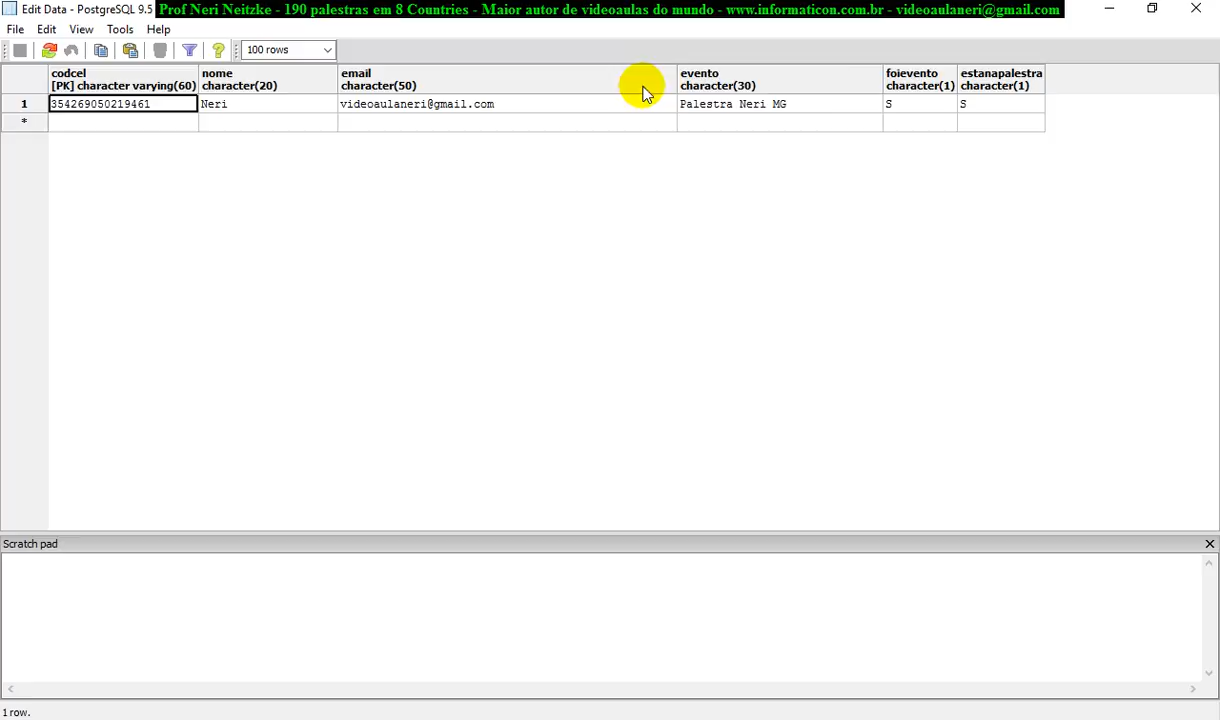 Edit Data - PostgreSQL 9.5 Prof Neri Neitzke - 190 palestras em 8 Countries - Maior autor de videoaulas do mundo - www.informaticon.com.br - videoaulaneri@gmail.com
File Edit View Tools Help
100 rows
codcel nome email evento foievento estanapalestra
[PK] character varying(60) character(20) character(50) character(30) character(1) character(1)
1 354269050219461 Neri videoaulaneri@gmail.com Palestra Neri MG S S
*
Scratch pad
1 row.